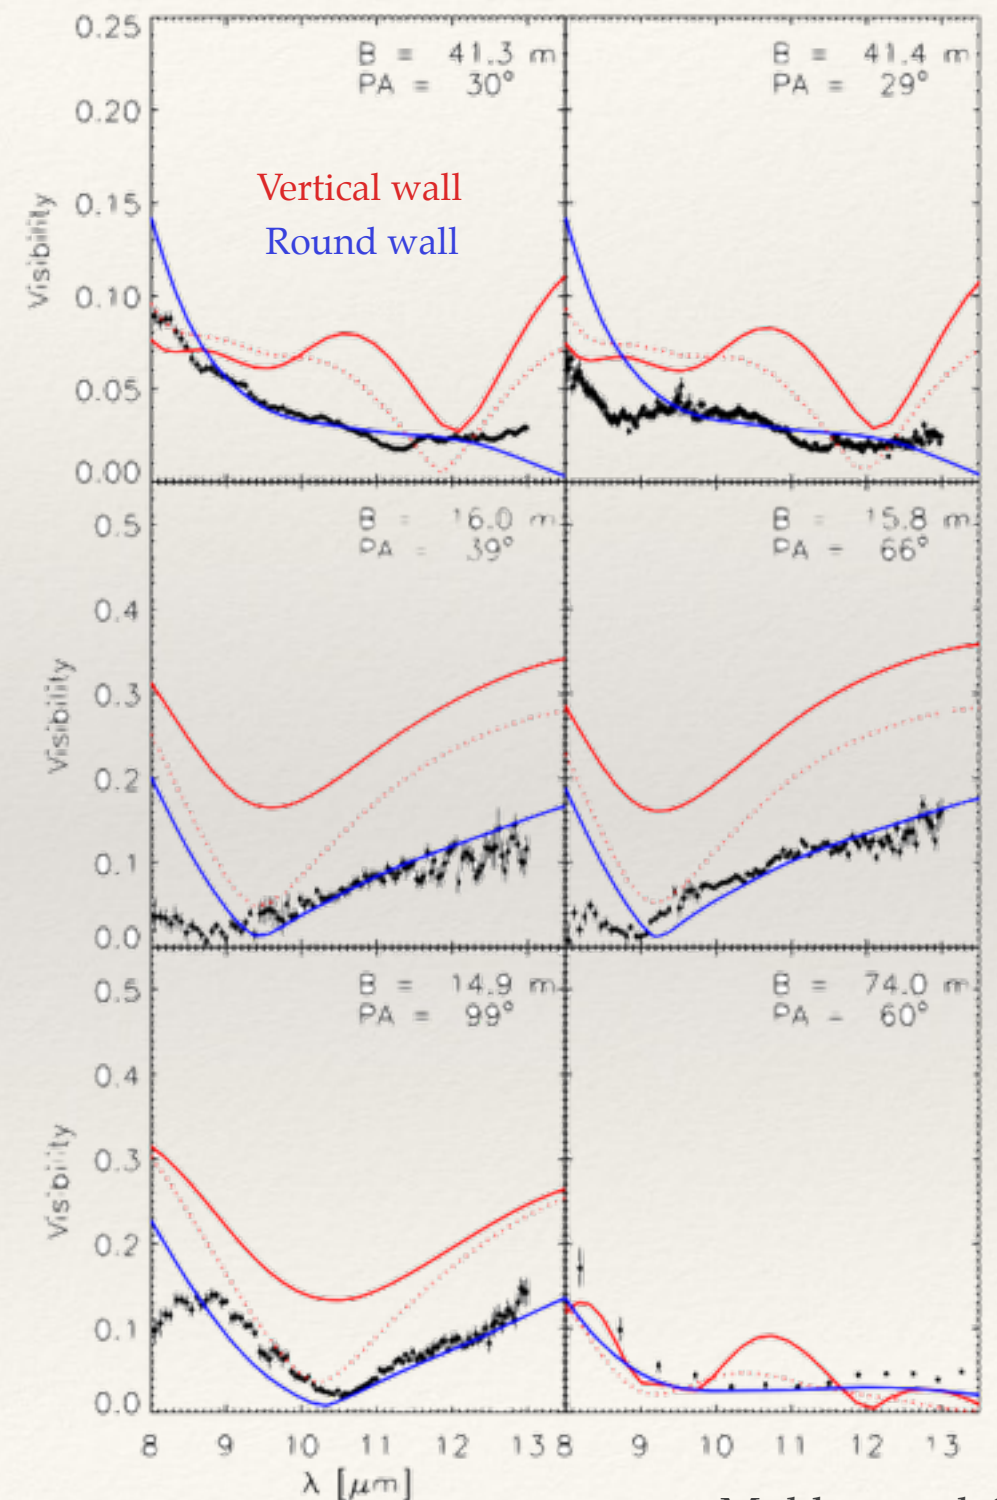 0.25
B = 41.3 m
PA = 30°
B = 41.4 m
PA = 29°
0.20
Vertical wall
Round wall
0.15
0.10
0.05
0.00
Visibility
B = 16.0 m
PA = 39°
B = 15.8 m
PA = 66°
0.5
0.4
0.3
0.2
0.1
0.0
Visibility
B = 14.9 m
PA = 99°
B = 74.0 m
PA = 60°
0.5
0.4
0.3
0.2
0.1
0.0
Visibility
8 9 10 11 12 13 8 9 10 11 12 13
λ [μm]